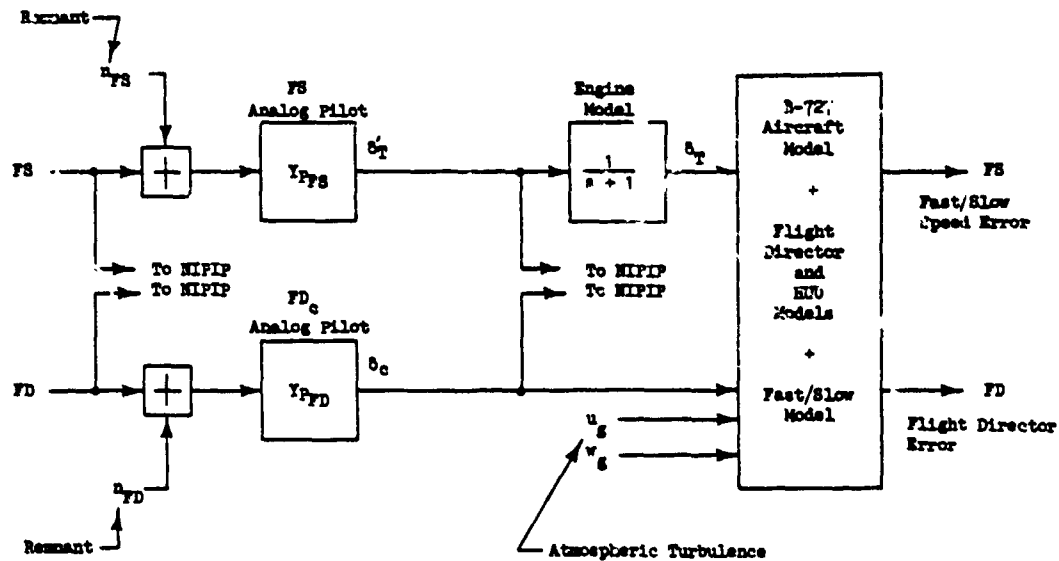 Remnant
n_FS
FS
Analog Pilot
Engine
Model
B-727
Aircraft
Model
FS
+
Y_P_FS
δ'_T
1
s + 1
δ_T
FS
Fast/Slow
Speed Error
+
Flight
Director
and
Models
+
Fast/Slow
Model
To NIPIP
To NIPIP
To NIPIP
To NIPIP
FD_c
Analog Pilot
FD
+
Y_P_FD
δ_c
FD
Flight Director
Error
u_g
w_g
n_FD
Remnant
Atmospheric Turbulence